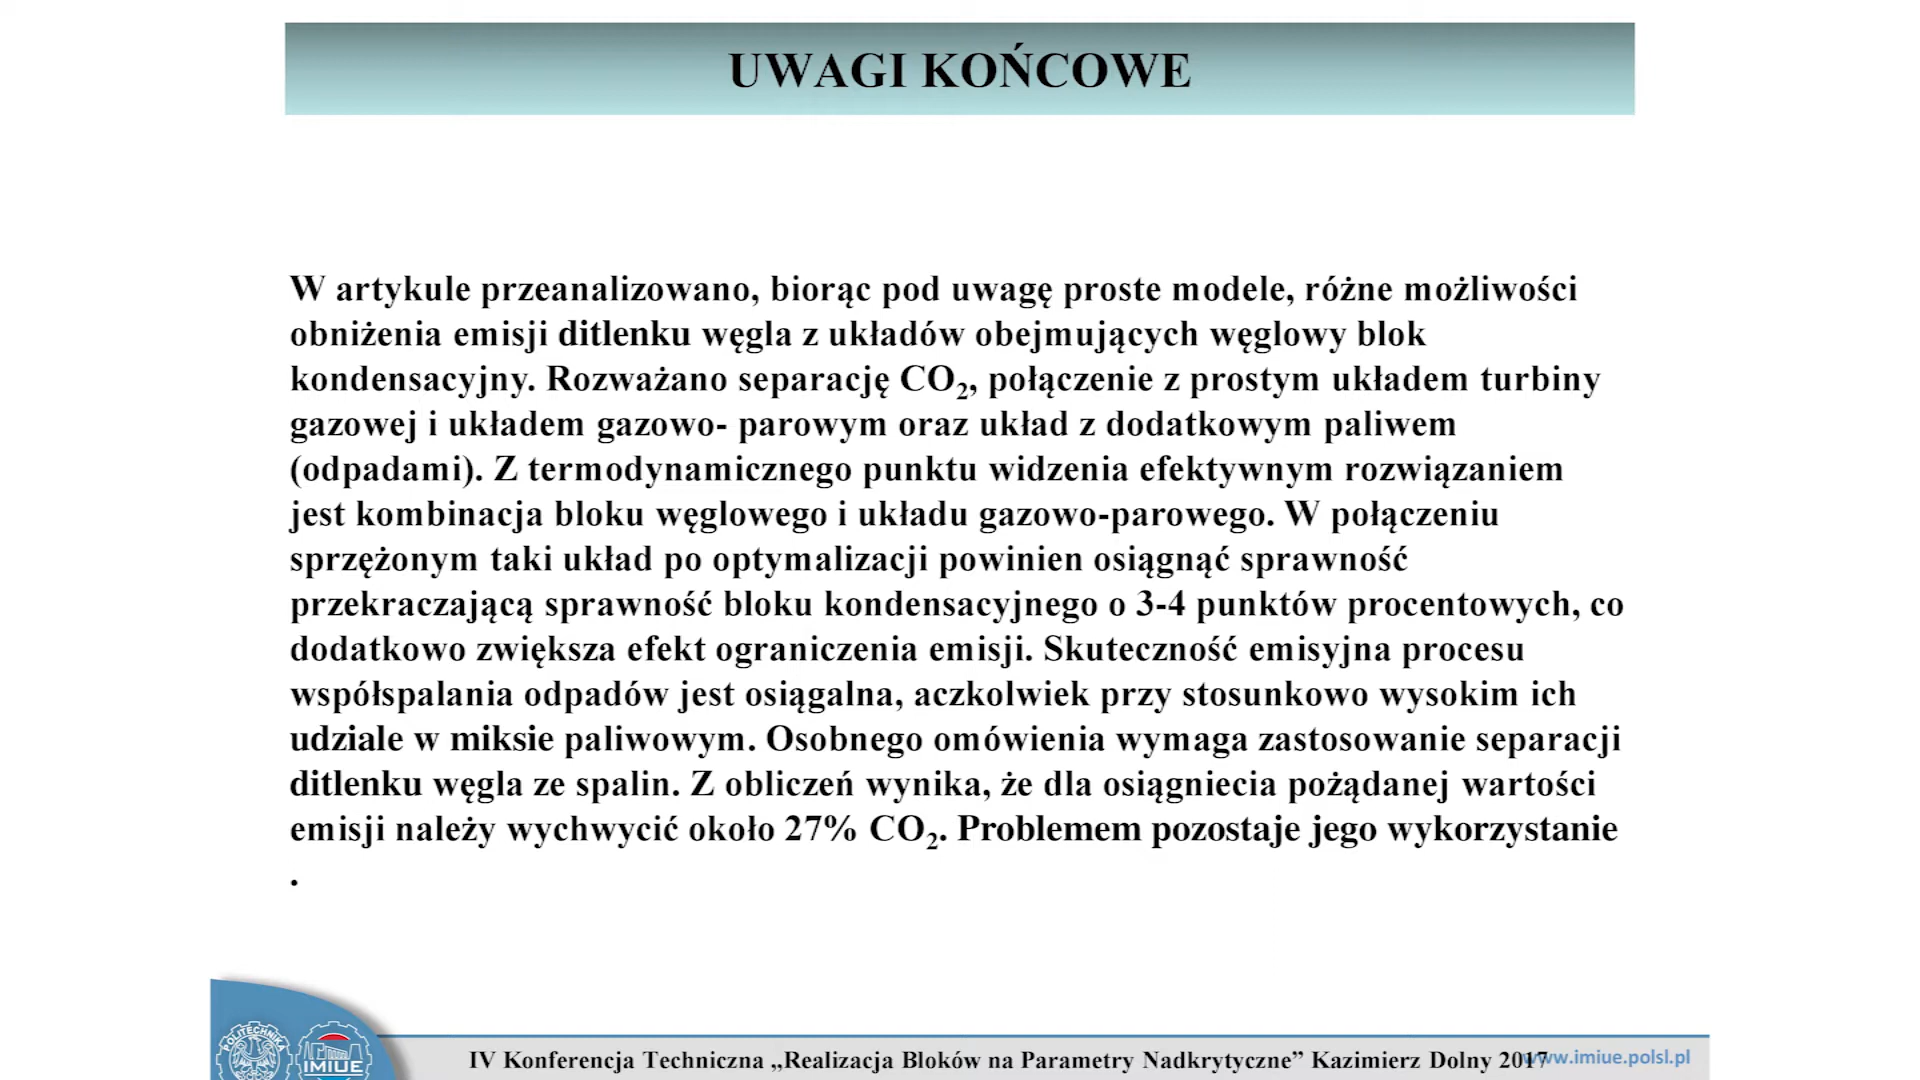 UWAGI KOŃCOWE
W artykule przeanalizowano, biorąc pod uwagę proste modele, różne możliwości
obniżenia emisji ditlenku węgla z układów obejmujących węglowy blok
kondensacyjny. Rozważano separację CO₂, połączenie z prostym układem turbiny
gazowej i układem gazowo- parowym oraz układ z dodatkowym paliwem
(odpadami). Z termodynamicznego punktu widzenia efektywnym rozwiązaniem
jest kombinacja bloku węglowego i układu gazowo-parowego. W połączeniu
sprzężonym taki układ po optymalizacji powinien osiągnąć sprawność
przekraczającą sprawność bloku kondensacyjnego o 3-4 punktów procentowych, co
dodatkowo zwiększa efekt ograniczenia emisji. Skuteczność emisyjna procesu
współspalania odpadów jest osiągalna, aczkolwiek przy stosunkowo wysokim ich
udziale w miksie paliwowym. Osobnego omówienia wymaga zastosowanie separacji
ditlenku węgla ze spalin. Z obliczeń wynika, że dla osiągniecia pożądanej wartości
emisji należy wychwycić około 27% CO₂. Problemem pozostaje jego wykorzystanie
.
POLITECHNIKA
IMIUE
IV Konferencja Techniczna „Realizacja Bloków na Parametry Nadkrytyczne” Kazimierz Dolny 2017
www.imiue.polsl.pl